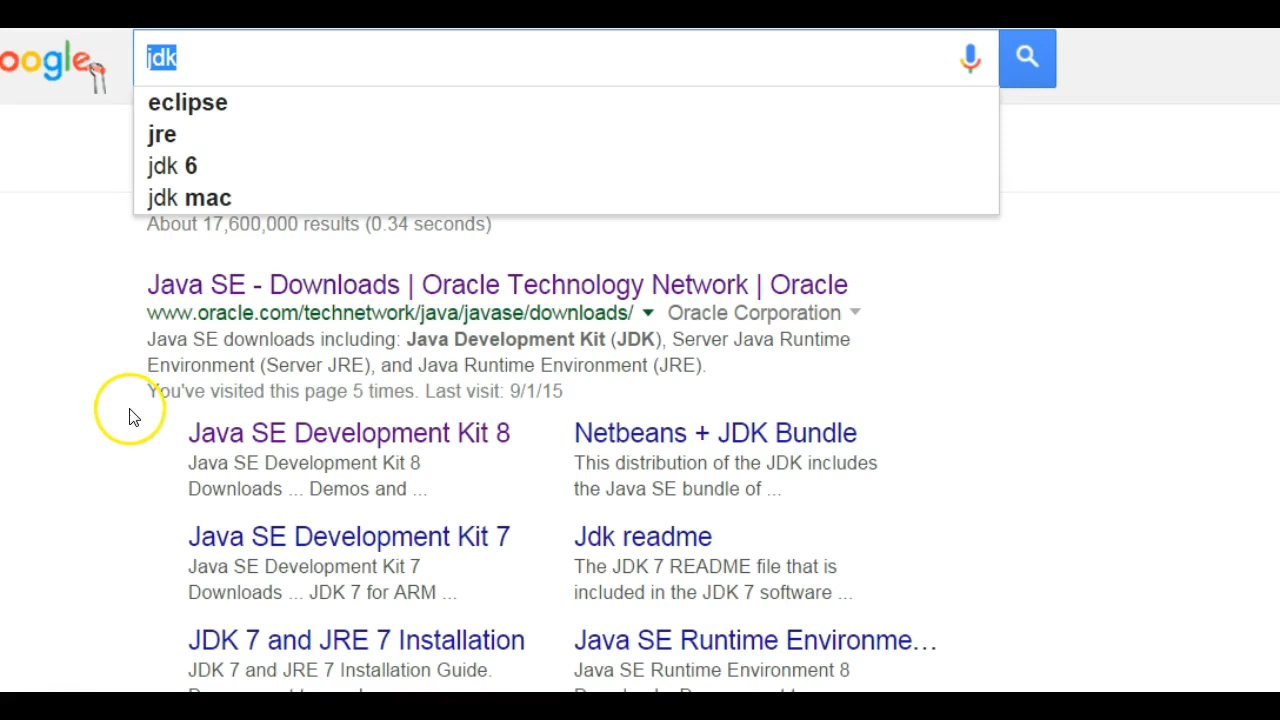 oogle
jdk
eclipse
jre
jdk 6
jdk mac
About 17,600,000 results (0.34 seconds)
Java SE - Downloads | Oracle Technology Network | Oracle
www.oracle.com/technetwork/java/javase/downloads/ Oracle Corporation
Java SE downloads including: Java Development Kit (JDK), Server Java Runtime
Environment (Server JRE), and Java Runtime Environment (JRE).
You've visited this page 5 times. Last visit: 9/1/15
Java SE Development Kit 8
Java SE Development Kit 8
Downloads ... Demos and ...
Netbeans + JDK Bundle
This distribution of the JDK includes
the Java SE bundle of ...
Java SE Development Kit 7
Java SE Development Kit 7
Downloads ... JDK 7 for ARM ...
Jdk readme
The JDK 7 README file that is
included in the JDK 7 software ...
JDK 7 and JRE 7 Installation
JDK 7 and JRE 7 Installation Guide.
Java SE Runtime Environme...
Java SE Runtime Environment 8